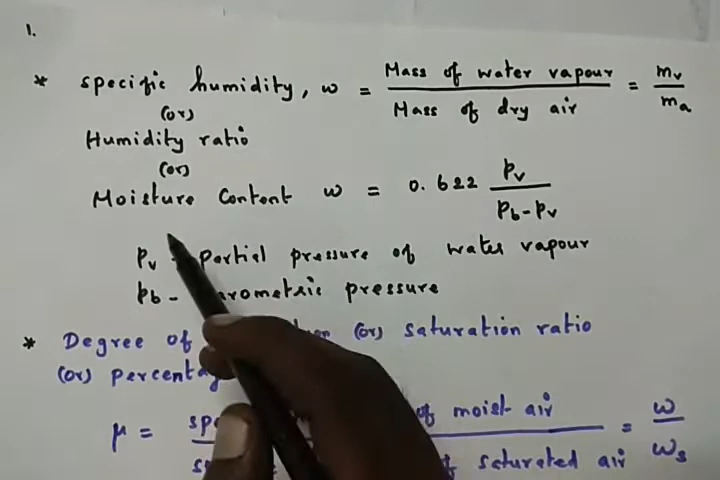 1.
* specific humidity, ω = Mass of water vapour / Mass of dry air = mv / ma
(or)
Humidity ratio
(or)
Moisture Content ω = 0.622 pv / pb-pv
pv - partial pressure of water vapour
pb - pressure
* Degree of (or) saturation ratio
(or)
μ = of moist air / of saturated air = ω / ωs